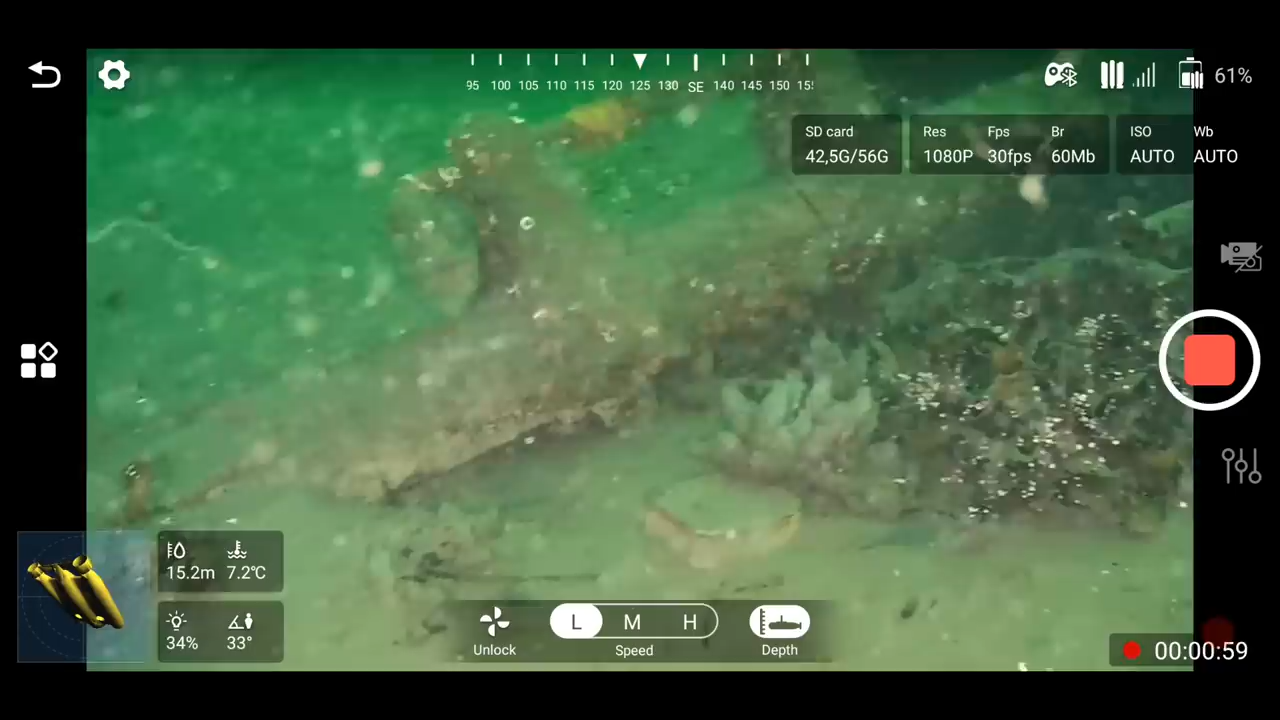 95 100 105 110 115 120 125 130 SE 140 145 150 15
61%
SD card
42,5G/56G
Res Fps Br
1080P 30fps 60Mb
ISO Wb
AUTO AUTO
15.2m 7.2℃
34% 33°
L M H
Unlock Speed Depth
00:00:59